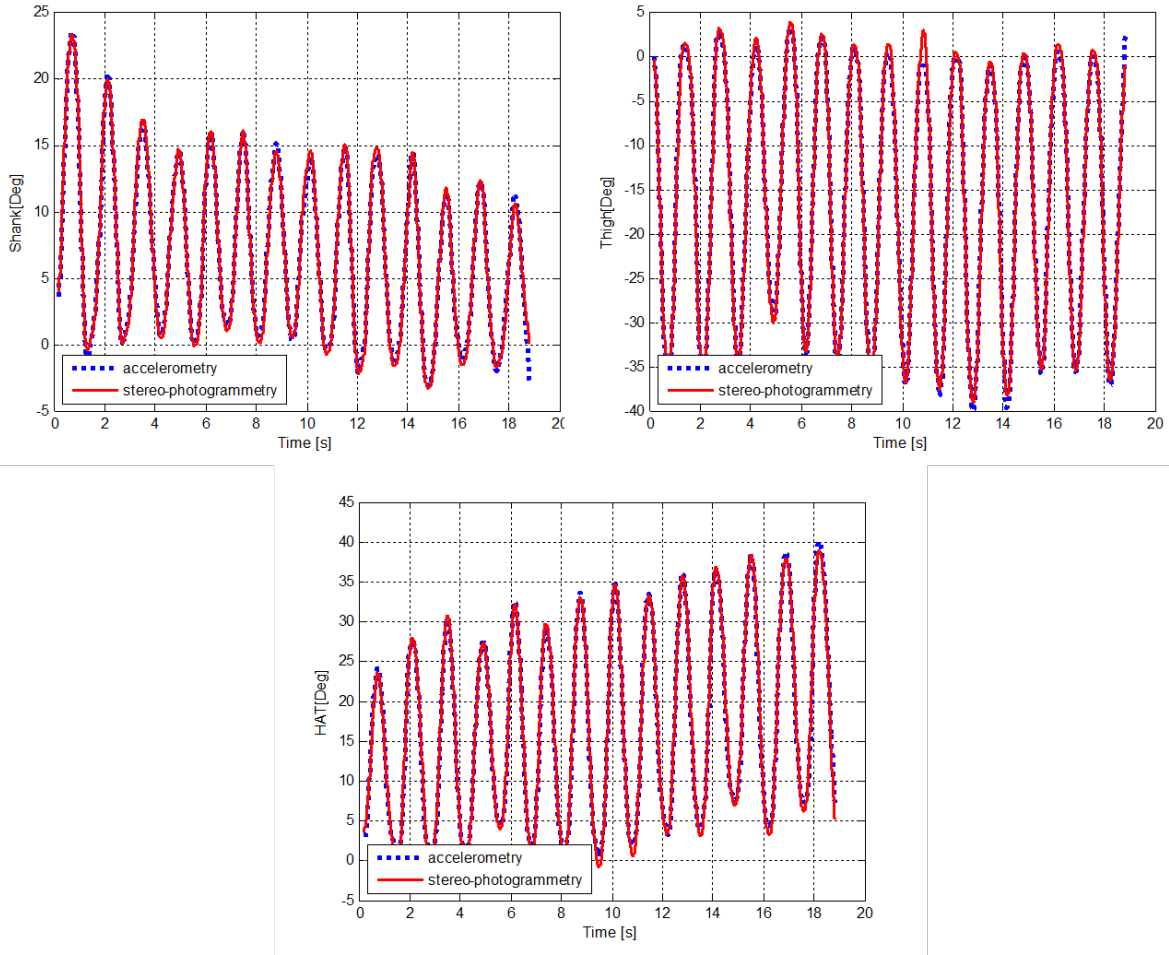 25
20
15
10
5
0
-5
Shank[Deg]
accelerometry
stereo-photogrammetry
0 2 4 6 8 10 12 14 16 18 20
Time [s]
5
0
-5
-10
-15
-20
-25
-30
-35
-40
Thigh[Deg]
accelerometry
stereo-photogrammetry
0 2 4 6 8 10 12 14 16 18 20
Time [s]
45
40
35
30
25
20
15
10
5
0
-5
HAT[Deg]
accelerometry
stereo-photogrammetry
0 2 4 6 8 10 12 14 16 18 20
Time [s]